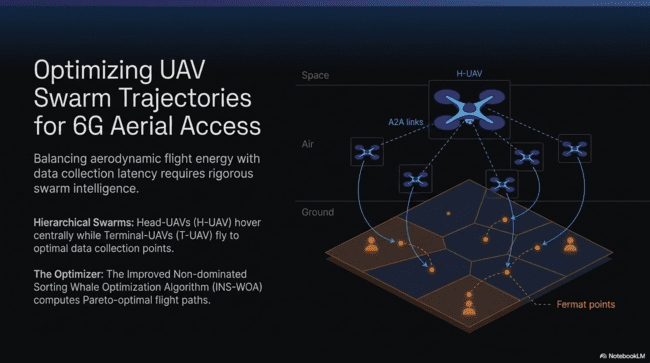 Optimizing UAV
Swarm Trajectories
for 6G Aerial Access
Balancing aerodynamic flight energy with
data collection latency requires rigorous
swarm intelligence.
Hierarchical Swarms: Head-UAVs (H-UAV) hover
centrally while Terminal-UAVs (T-UAV) fly to
optimal data collection points.
The Optimizer: The Improved Non-dominated
Sorting Whale Optimization Algorithm (INS-WOA)
computes Pareto-optimal flight paths.
Space
H-UAV
A2A links
Air
Ground
Fermat points
NotebookLM